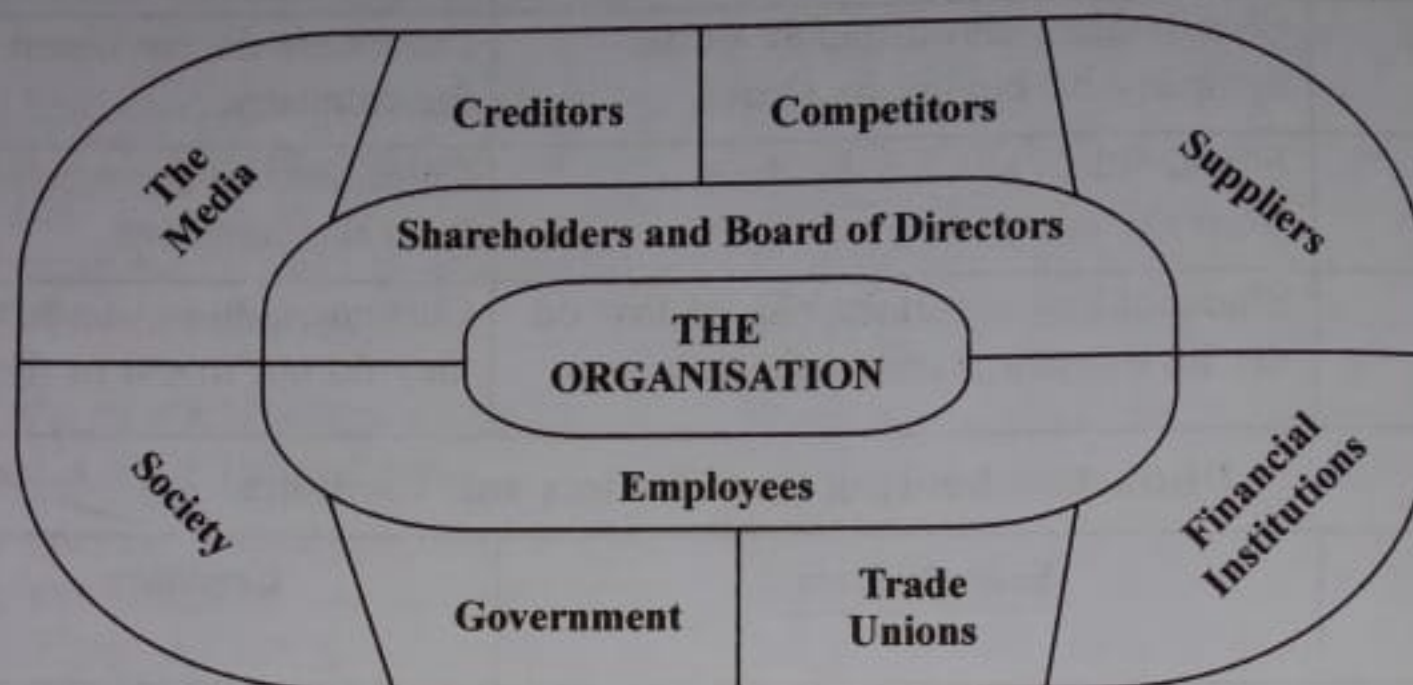 Creditors
Competitors
The
Media
Suppliers
Shareholders and Board of Directors
THE
ORGANISATION
Employees
Society
Financial
Institutions
Government
Trade
Unions